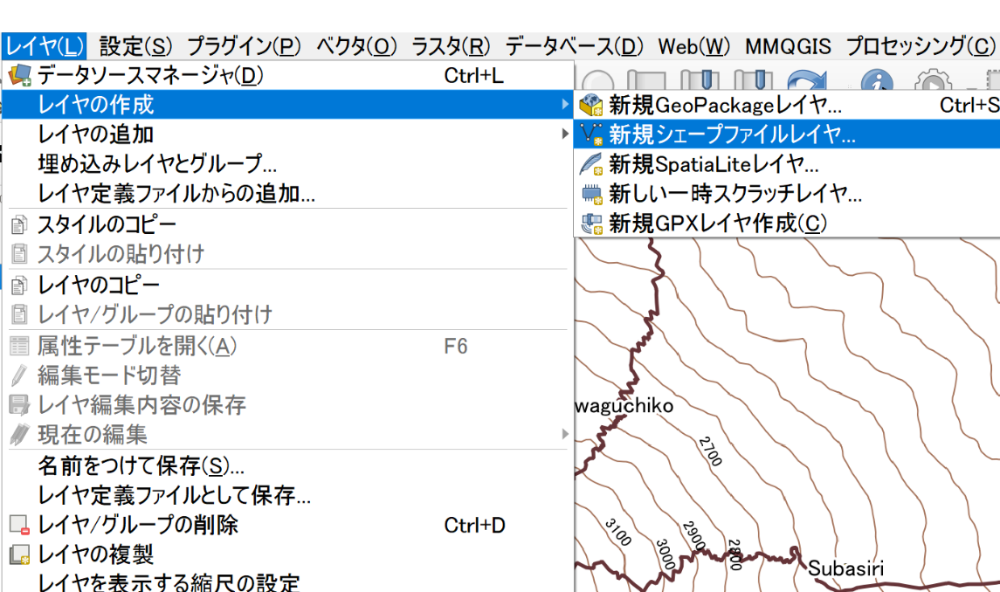 レイヤ(L) 設定(S) プラグイン(P) ベクタ(O) ラスタ(R) データベース(D) Web(W) MMQGIS プロセッシング(C)
データソースマネージャ(D) Ctrl+L
レイヤの作成
レイヤの追加
埋め込みレイヤとグループ...
レイヤ定義ファイルからの追加...
スタイルのコピー
スタイルの貼り付け
レイヤのコピー
レイヤ/グループの貼り付け
属性テーブルを開く(A) F6
編集モード切替
レイヤ編集内容の保存
現在の編集
名前をつけて保存(S)...
レイヤ定義ファイルとして保存...
レイヤ/グループの削除 Ctrl+D
レイヤの複製
レイヤを表示する縮尺の設定
新規GeoPackageレイヤ... Ctrl+S
新規シェープファイルレイヤ...
新規SpatiaLiteレイヤ...
新しい一時スクラッチレイヤ...
新規GPXレイヤ作成(C)
waguchiko
2700
3100
3000
2900
2800
Subasiri